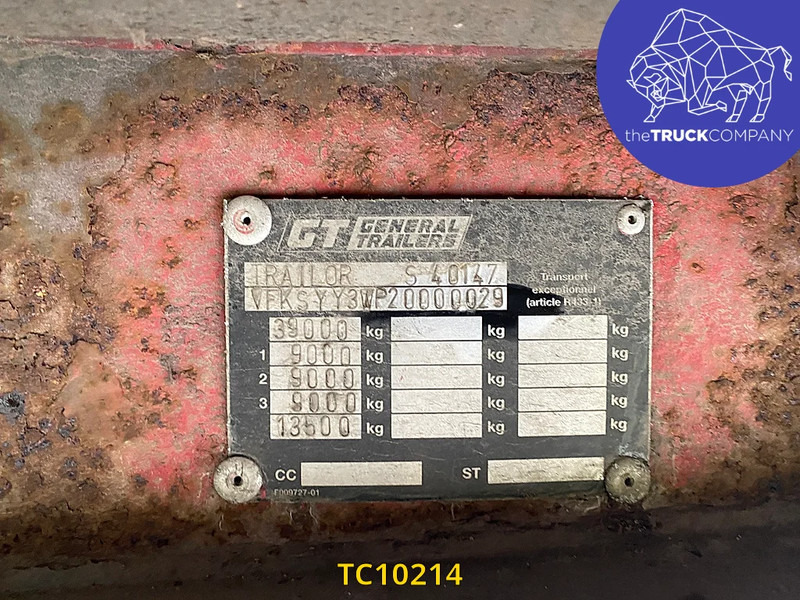 theTRUCKCOMPANY
GT GENERAL TRAILERS
TRAILOR S 40147
Transport exceptionnel (article R433-1)
39000 kg kg kg
1 9000 kg kg kg
2 9000 kg kg kg
3 9000 kg kg kg
13500 kg kg kg
CC ST
F009727-01
TC10214